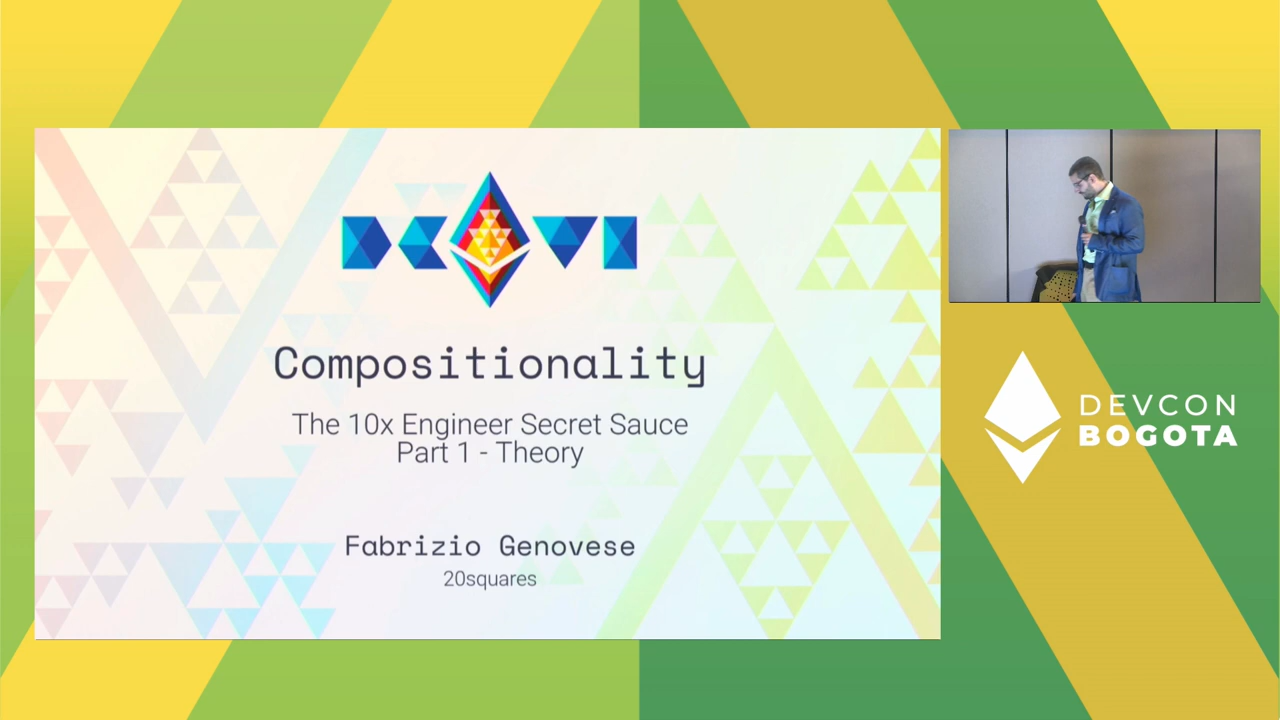 Compositionality
The 10x Engineer Secret Sauce
Part 1 - Theory
Fabrizio Genovese
20squares
DEVCON
BOGOTA